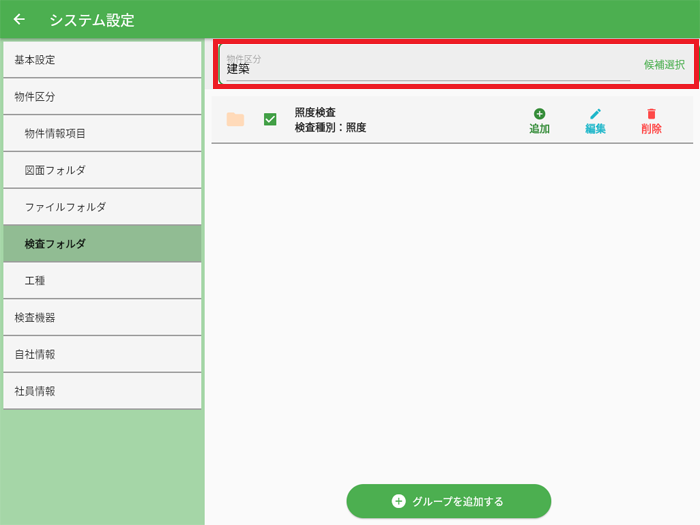 システム設定
基本設定
物件区分
物件情報項目
図面フォルダ
ファイルフォルダ
検査フォルダ
工種
検査機器
自社情報
社員情報
物件区分
建築
候補選択
照度検査
検査種別：照度
追加
編集
削除
グループを追加する